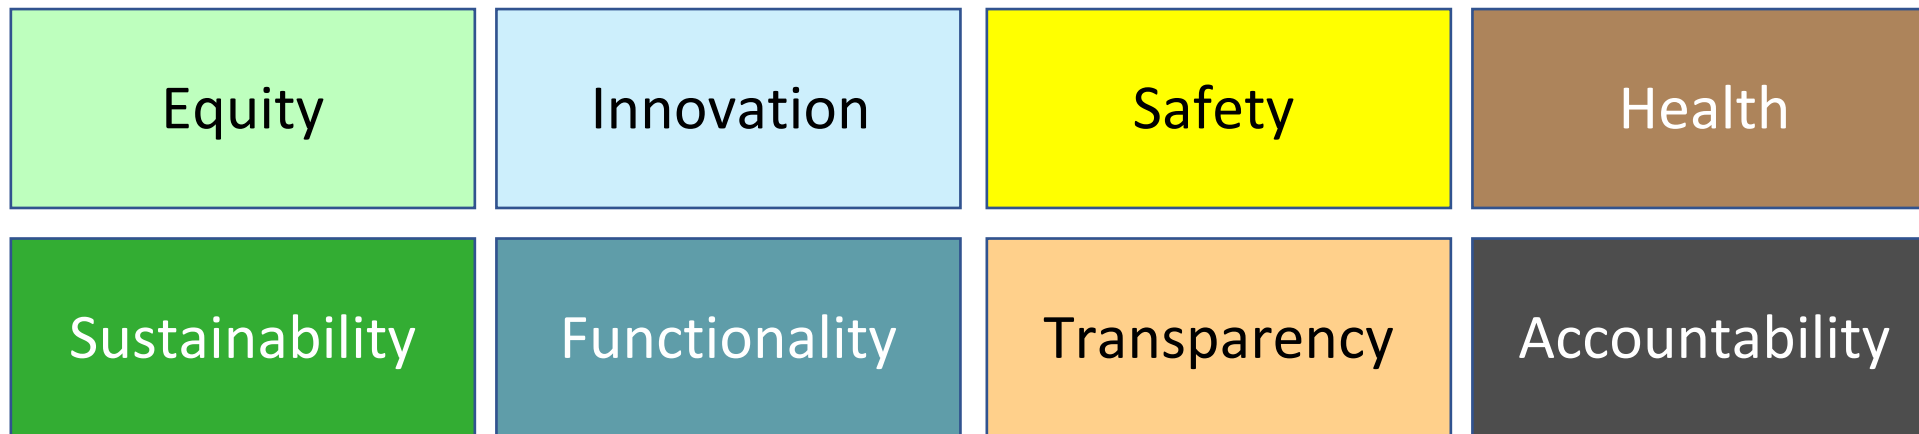 Equity
Innovation
Safety
Health
Sustainability
Functionality
Transparency
Accountability